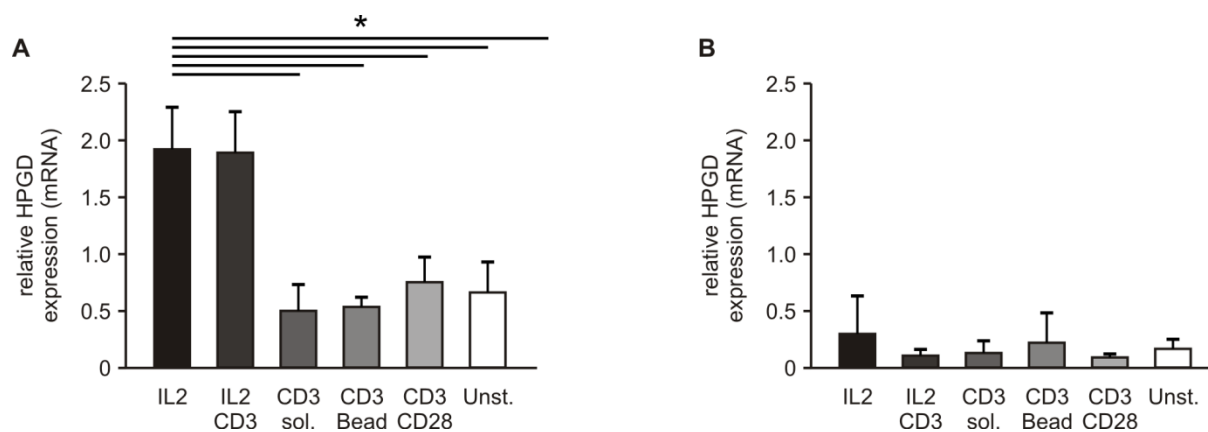 *
A
relative HPGD
expression (mRNA)
2.5
2.0
1.5
1.0
0.5
0
IL2
IL2
CD3
CD3
sol.
CD3
Bead
CD3
CD28
Unst.
B
relative HPGD
expression (mRNA)
2.5
2.0
1.5
1.0
0.5
0
IL2
IL2
CD3
CD3
sol.
CD3
Bead
CD3
CD28
Unst.